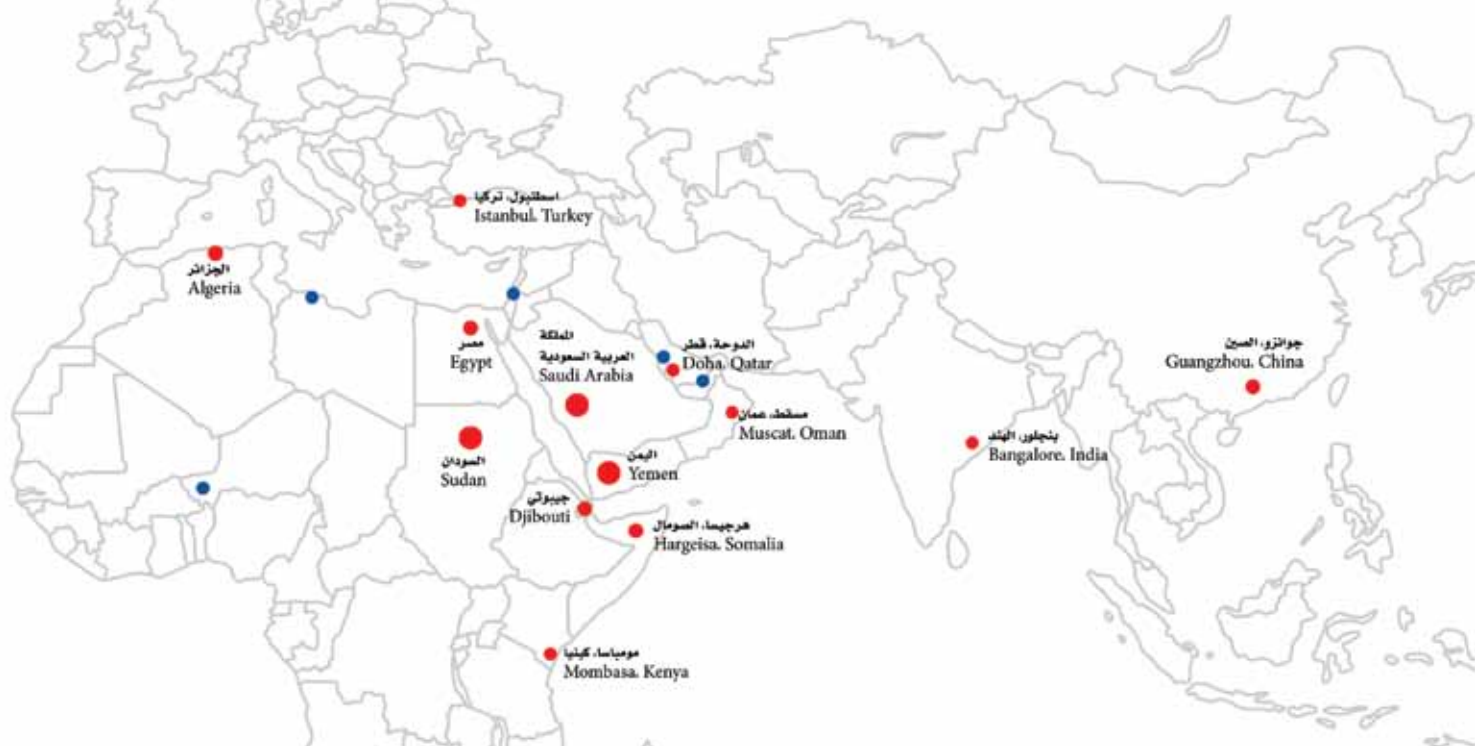 اسطنبول، تركيا
Istanbul. Turkey
الجزائر
Algeria
مصر
Egypt
المملكة
العربية السعودية
Saudi Arabia
الدوحة، قطر
Doha. Qatar
مسقط، عمان
Muscat. Oman
جوانزو، الصين
Guangzhou. China
بنجلور، الهند
Bangalore. India
السودان
Sudan
اليمن
Yemen
جيبوتي
Djibouti
هرجيسا، الصومال
Hargeisa. Somalia
مومباسا، كينيا
Mombasa. Kenya